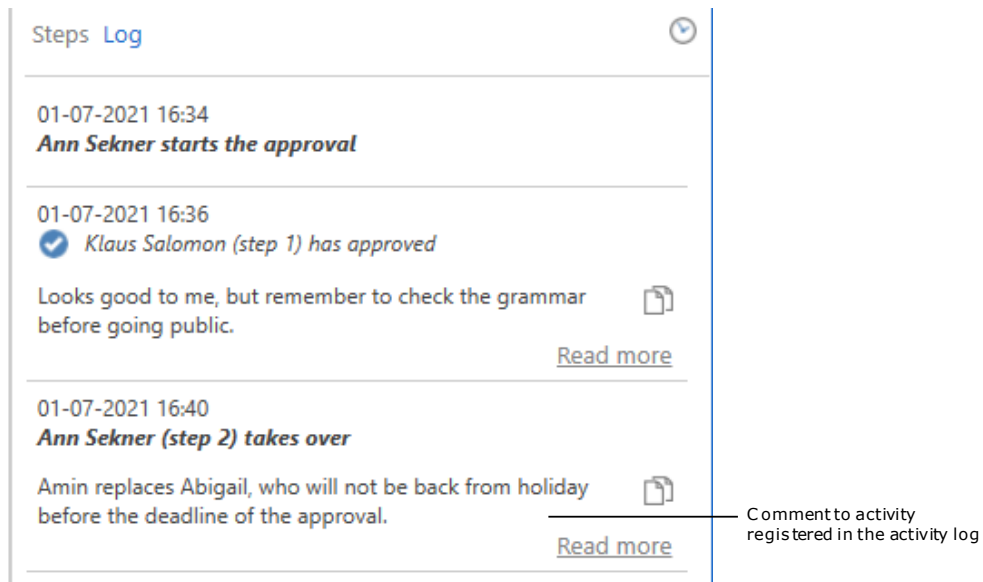 Steps Log
01-07-2021 16:34
Ann Sekner starts the approval
01-07-2021 16:36
Klaus Salomon (step 1) has approved
Looks good to me, but remember to check the grammar
before going public.
Read more
01-07-2021 16:40
Ann Sekner (step 2) takes over
Amin replaces Abigail, who will not be back from holiday
before the deadline of the approval.
Read more
Comment to activity
registered in the activity log